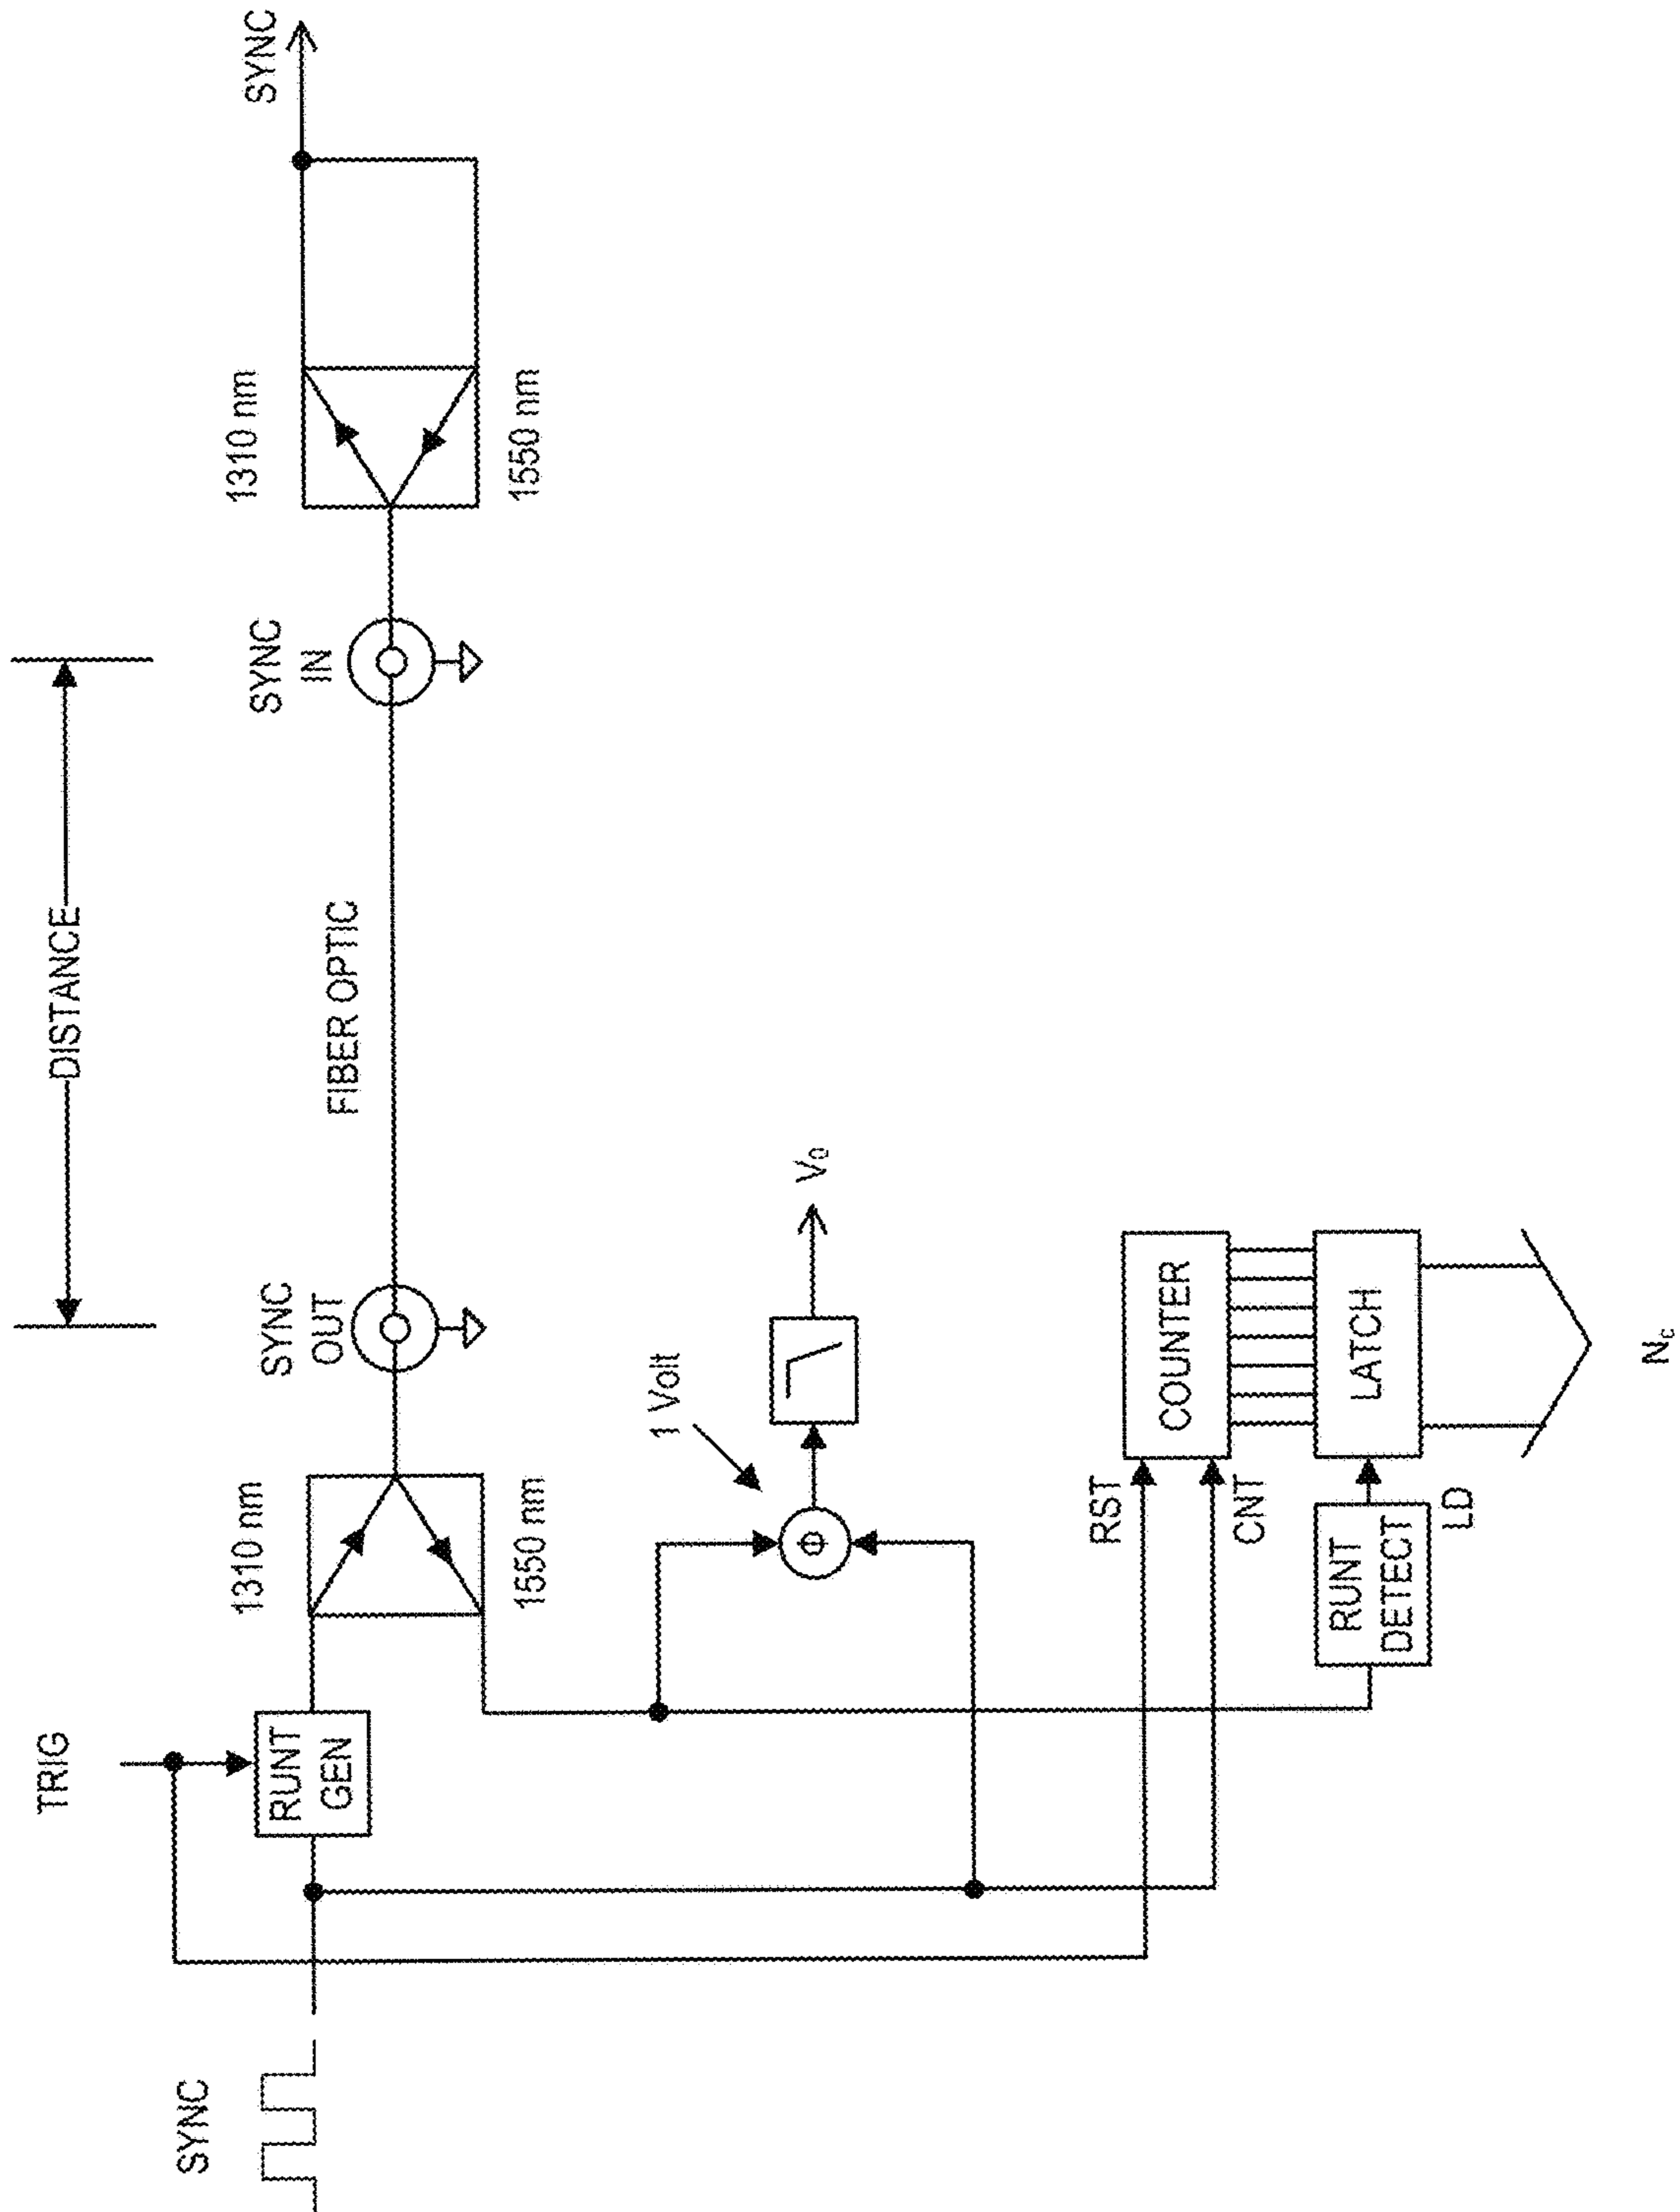 SYNC
TRIG
RUNT
GEN
1310 nm
1550 nm
SYNC
OUT
DISTANCE
FIBER OPTIC
SYNC
IN
1310 nm
1550 nm
SYNC
1 Volt
Φ
V₀
RST
CNT
COUNTER
RUNT
DETECT
LD
LATCH
Nc